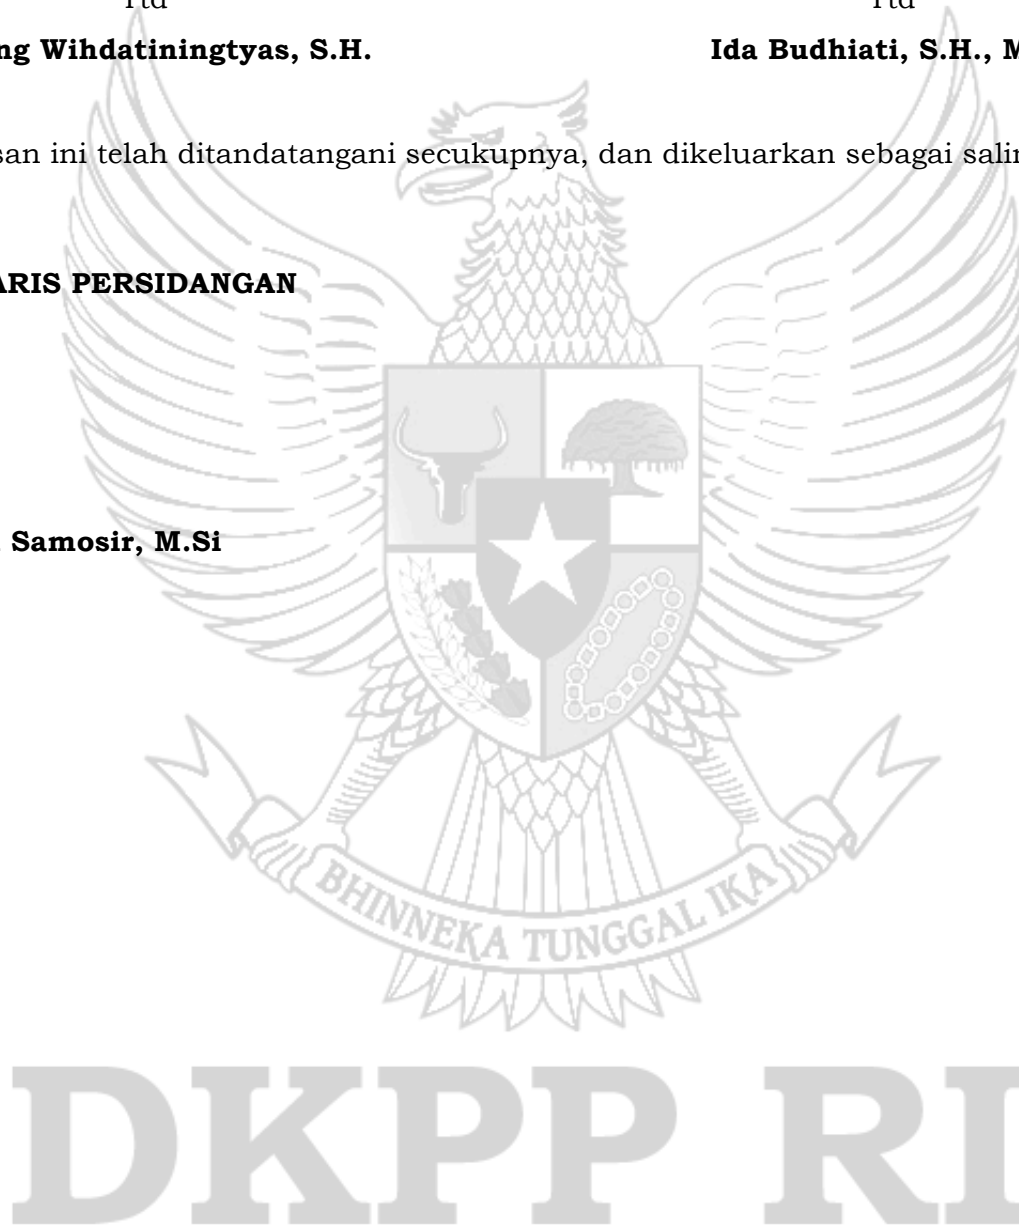 Ttd Ttd
ng Wihdatiningtyas, S.H. Ida Budhiati, S.H., M
san ini telah ditandatangani secukupnya, dan dikeluarkan sebagai salin
ARIS PERSIDANGAN
Samosir, M.Si
BHINNEKA TUNGGAL IKA
DKPP RI